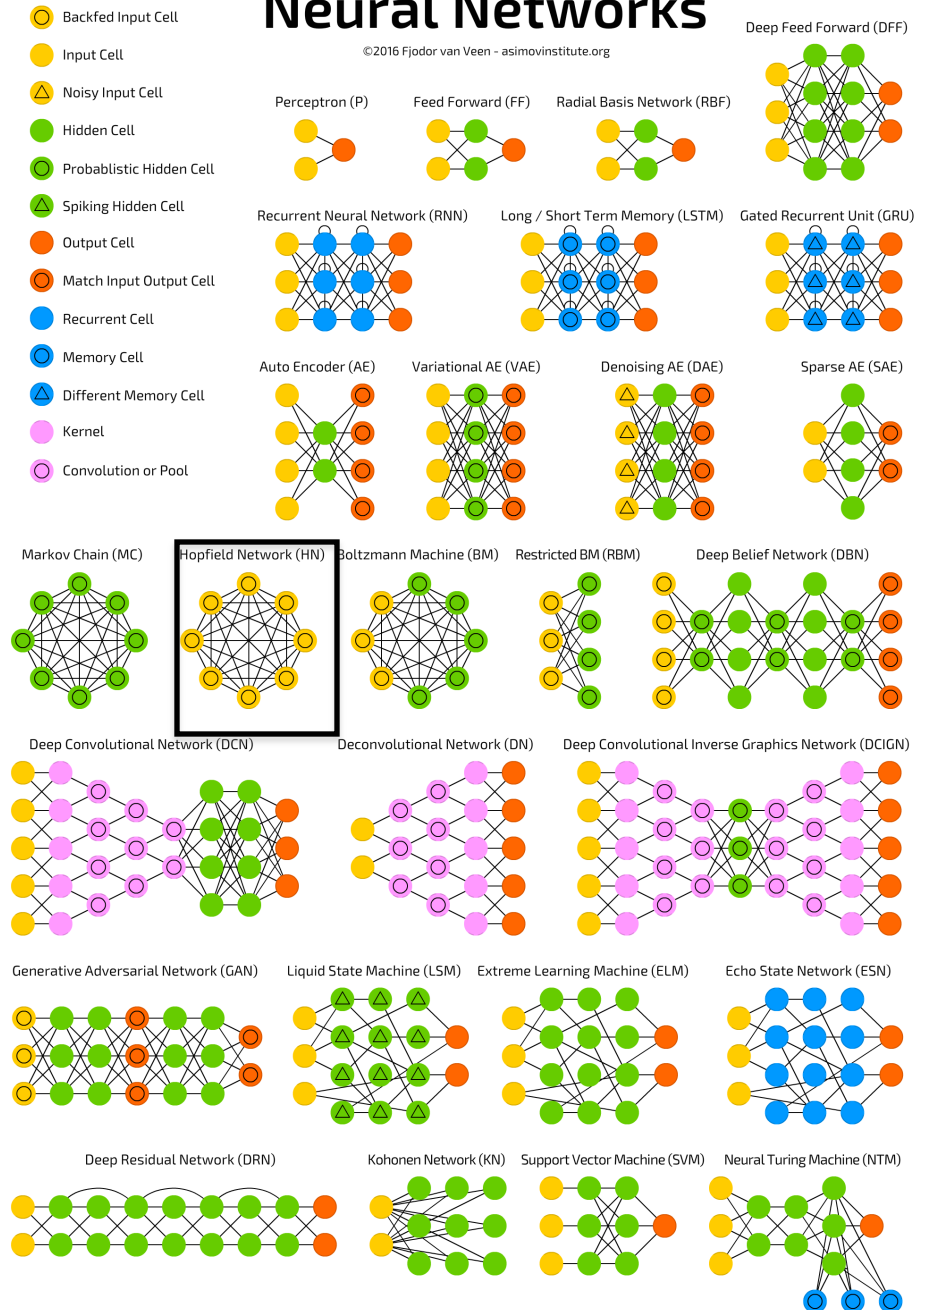 Neural Networks
©2016 Fjodor van Veen - asimovinstitute.org
Backfed Input Cell
Input Cell
Noisy Input Cell
Hidden Cell
Probablistic Hidden Cell
Spiking Hidden Cell
Output Cell
Match Input Output Cell
Recurrent Cell
Memory Cell
Different Memory Cell
Kernel
Convolution or Pool
Deep Feed Forward (DFF)
Perceptron (P)
Feed Forward (FF)
Radial Basis Network (RBF)
Recurrent Neural Network (RNN)
Long / Short Term Memory (LSTM)
Gated Recurrent Unit (GRU)
Auto Encoder (AE)
Variational AE (VAE)
Denoising AE (DAE)
Sparse AE (SAE)
Markov Chain (MC)
Hopfield Network (HN)
Boltzmann Machine (BM)
Restricted BM (RBM)
Deep Belief Network (DBN)
Deep Convolutional Network (DCN)
Deconvolutional Network (DN)
Deep Convolutional Inverse Graphics Network (DCIGN)
Generative Adversarial Network (GAN)
Liquid State Machine (LSM)
Extreme Learning Machine (ELM)
Echo State Network (ESN)
Deep Residual Network (DRN)
Kohonen Network (KN)
Support Vector Machine (SVM)
Neural Turing Machine (NTM)